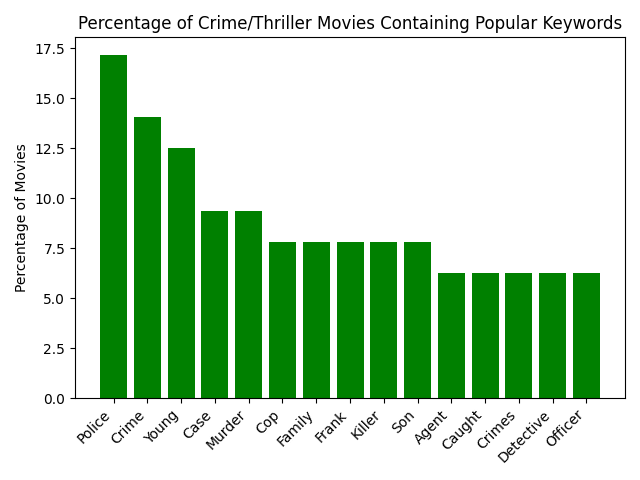 Percentage of Crime/Thriller Movies Containing Popular Keywords
Percentage of Movies
17.5
15.0
12.5
10.0
7.5
5.0
2.5
0.0
Police
Crime
Young
Case
Murder
Cop
Family
Frank
Killer
Son
Agent
Caught
Crimes
Detective
Officer